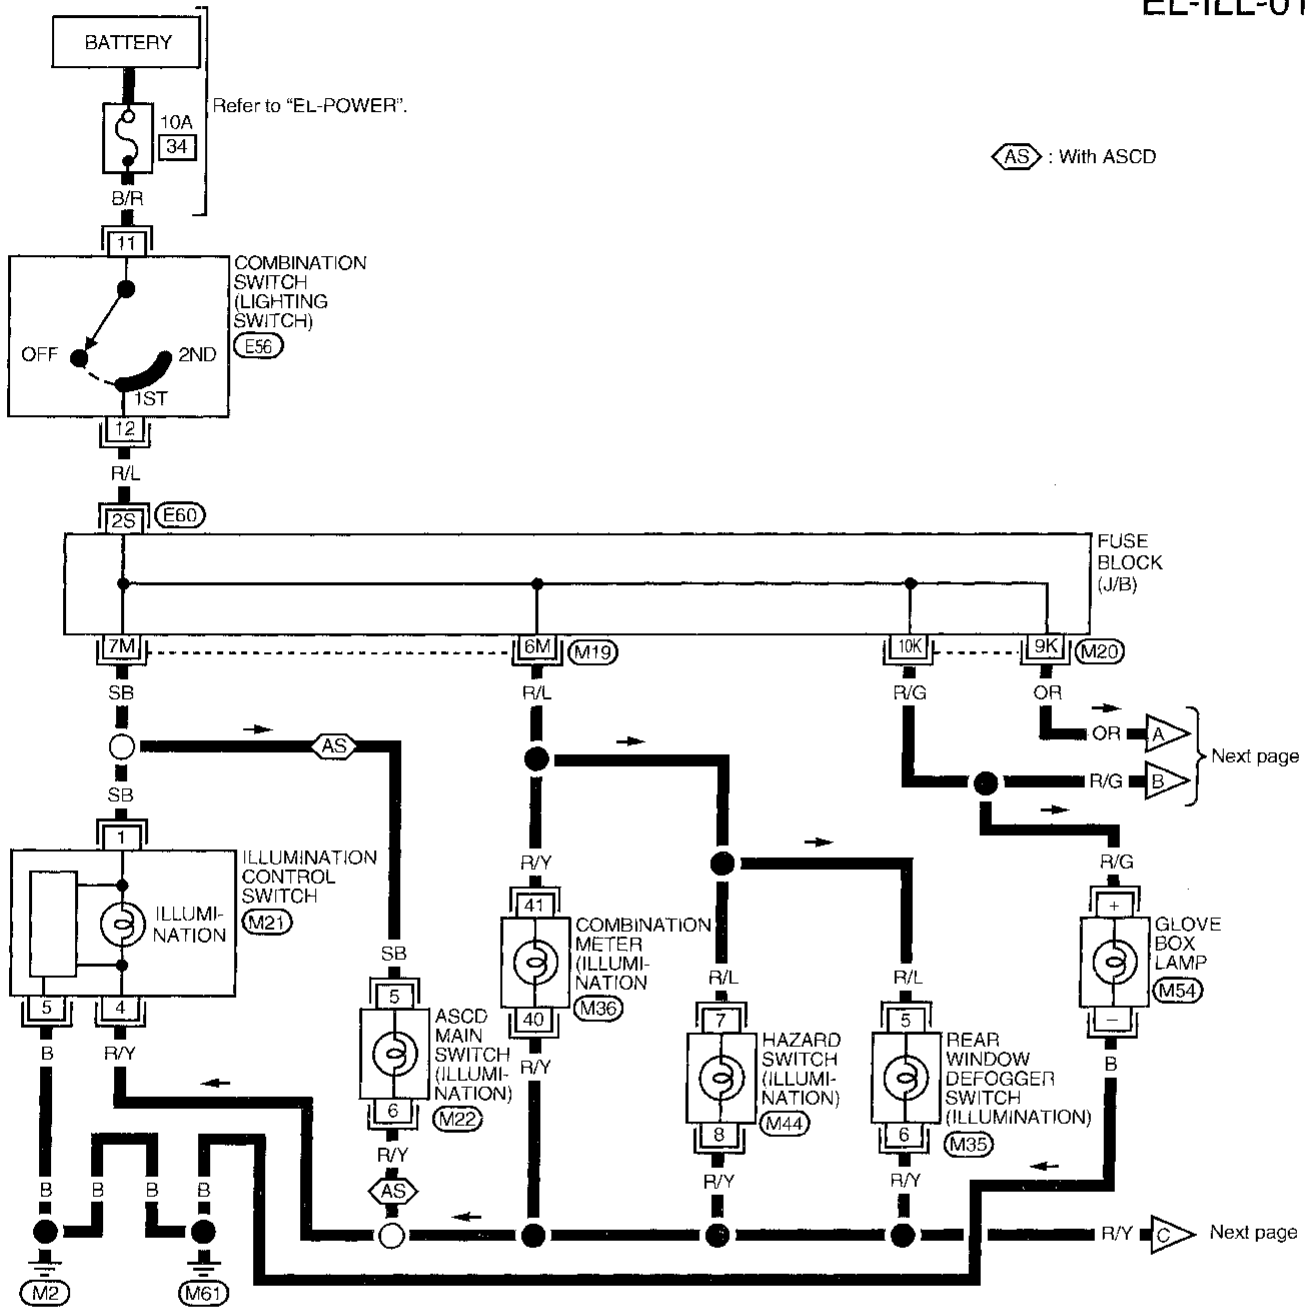 EL-ILL-01
BATTERY
10A
34
Refer to "EL-POWER".
B/R
AS : With ASCD
11
COMBINATION
SWITCH
(LIGHTING
SWITCH)
E56
OFF
2ND
1ST
12
R/L
2S
E60
FUSE
BLOCK
(J/B)
7M
6M
M19
10K
9K
M20
SB
R/L
R/G
OR
AS
OR
A
R/G
B
Next page
SB
1
ILLUMINATION
CONTROL
SWITCH
M21
ILLUMI-
NATION
5
4
B
R/Y
SB
5
ASCD
MAIN
SWITCH
(ILLUMI-
NATION)
M22
6
R/Y
AS
R/Y
41
COMBINATION
METER
(ILLUMI-
NATION
M36
40
R/Y
R/L
7
HAZARD
SWITCH
(ILLUMI-
NATION)
M44
8
R/Y
R/L
5
REAR
WINDOW
DEFOGGER
SWITCH
(ILLUMINATION)
M35
6
R/Y
R/G
+
GLOVE
BOX
LAMP
M54
–
B
B
B
B
B
R/Y
C
Next page
M2
M61